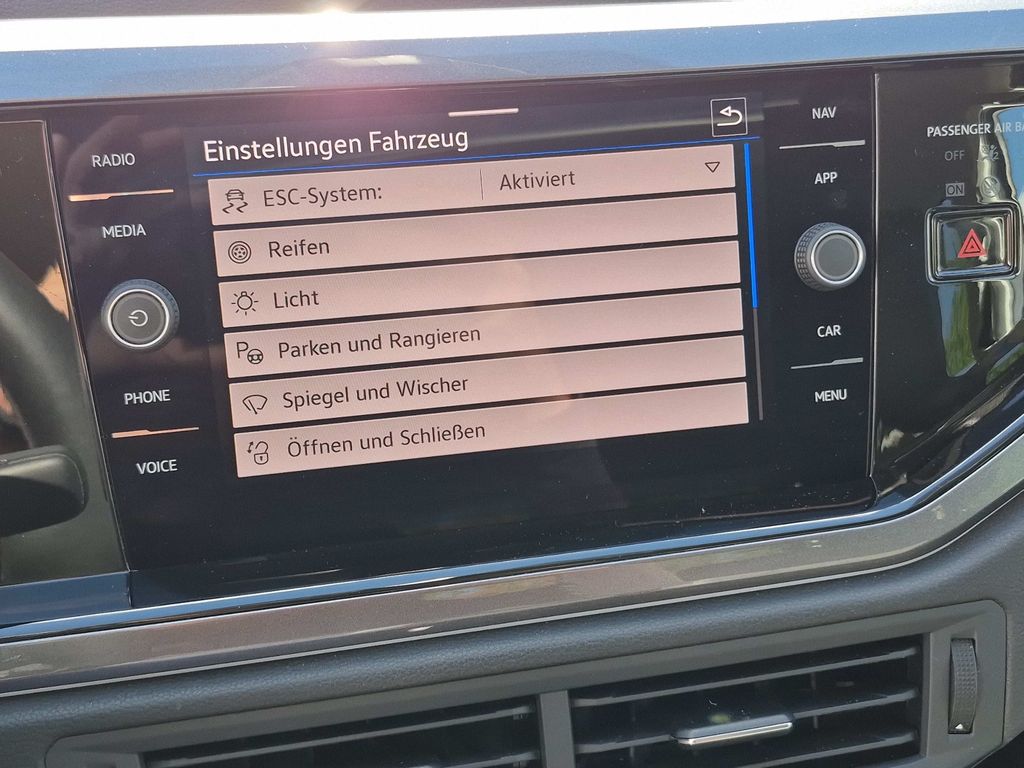 RADIO
MEDIA
PHONE
VOICE
Einstellungen Fahrzeug
ESC-System: Aktiviert
Reifen
Licht
Parken und Rangieren
Spiegel und Wischer
Öffnen und Schließen
NAV
APP
CAR
MENU
PASSENGER AIR BA
OFF
ON